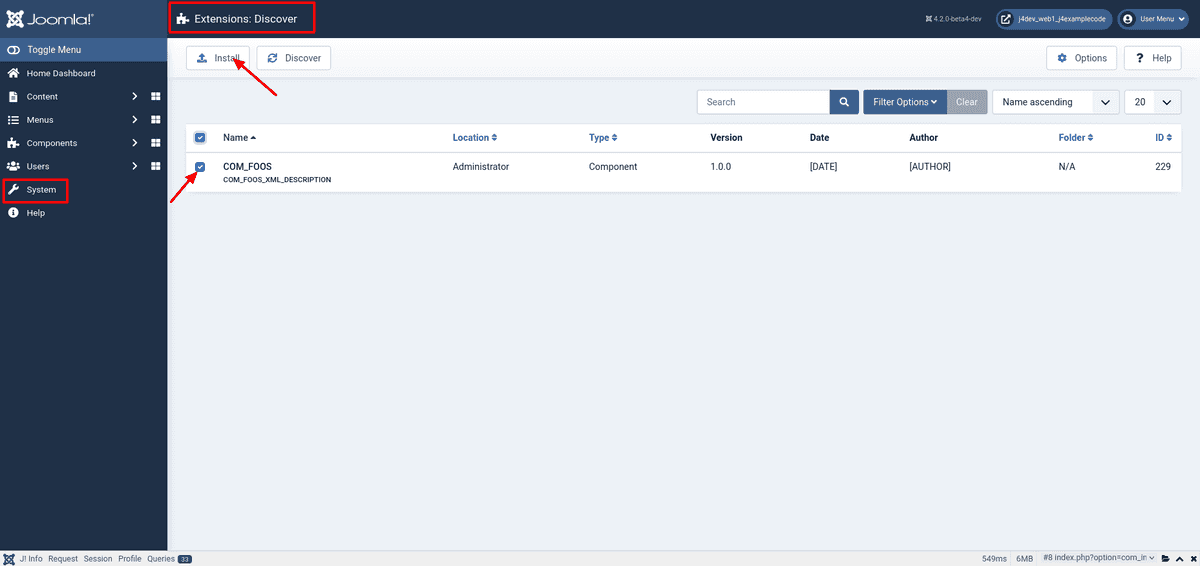 Joomla!®
Extensions: Discover
4.2.0-beta4-dev
j4dev_web1_j4examplecode
User Menu
Toggle Menu
Home Dashboard
Content
Menus
Components
Users
System
Help
Install
Discover
Options
? Help
Search
Filter Options
Clear
Name ascending
20
Name Location Type Version Date Author Folder ID
COM_FOOS Administrator Component 1.0.0 [DATE] [AUTHOR] N/A 229
COM_FOOS_XML_DESCRIPTION
J! Info Request Session Profile Queries 33
549ms 6MB #8 index.php?option=com_in